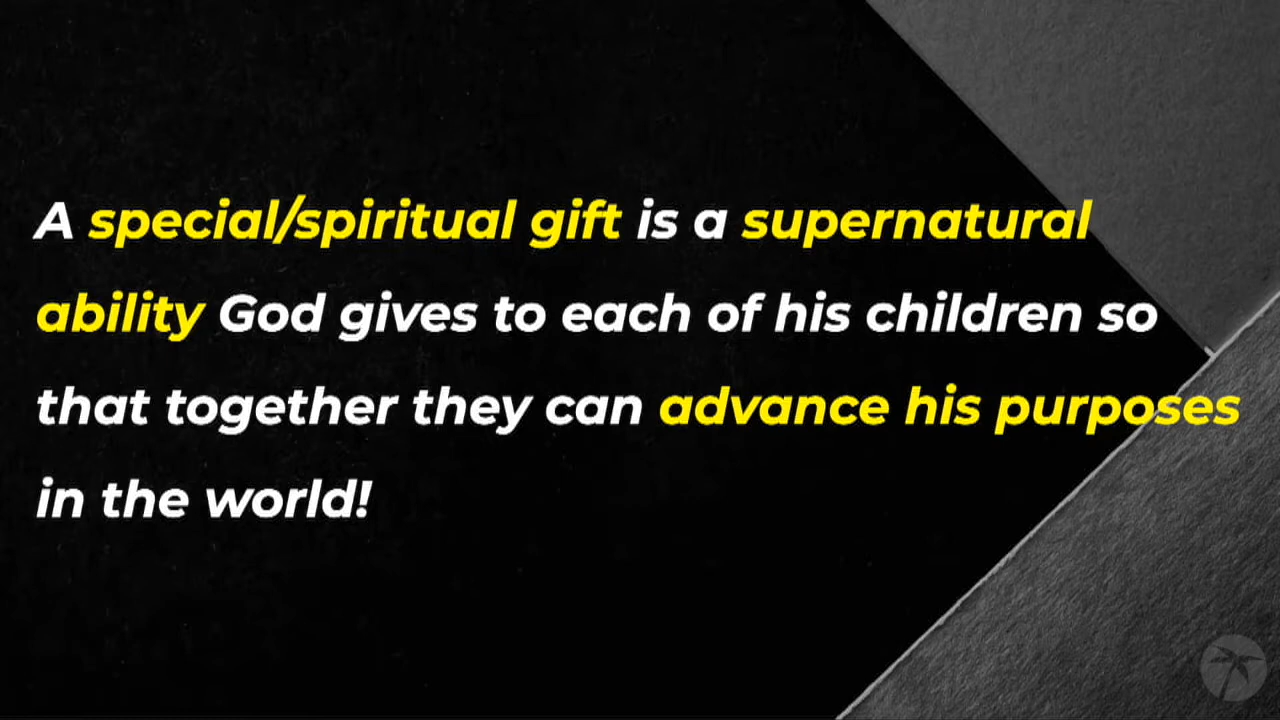 A special/spiritual gift is a supernatural
ability God gives to each of his children so
that together they can advance his purposes
in the world!